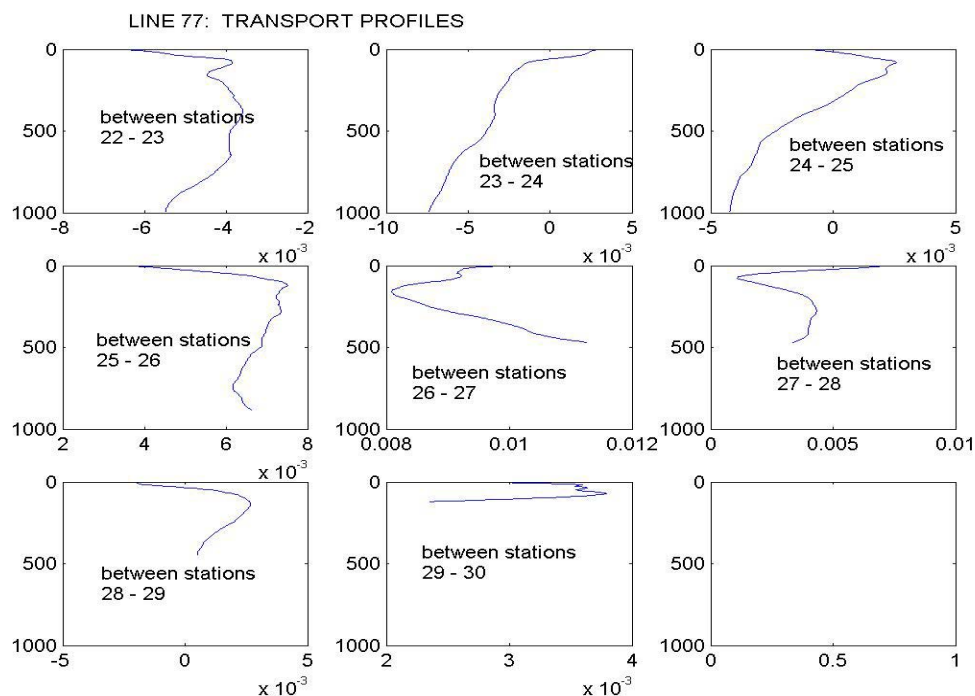 LINE 77: TRANSPORT PROFILES
0
500
1000
-8
-6
-4
-2
between stations
22 - 23
0
500
1000
-10
-5
0
5
x 10⁻³
between stations
23 - 24
0
500
1000
-5
0
5
x 10⁻³
between stations
24 - 25
0
500
1000
2
4
6
8
x 10⁻³
between stations
25 - 26
0
500
1000
0.008
0.01
0.012
between stations
26 - 27
0
500
1000
0
0.005
0.01
between stations
27 - 28
0
500
1000
-5
0
5
x 10⁻³
between stations
28 - 29
0
500
1000
2
3
4
x 10⁻³
between stations
29 - 30
0
500
1000
0
0.5
1